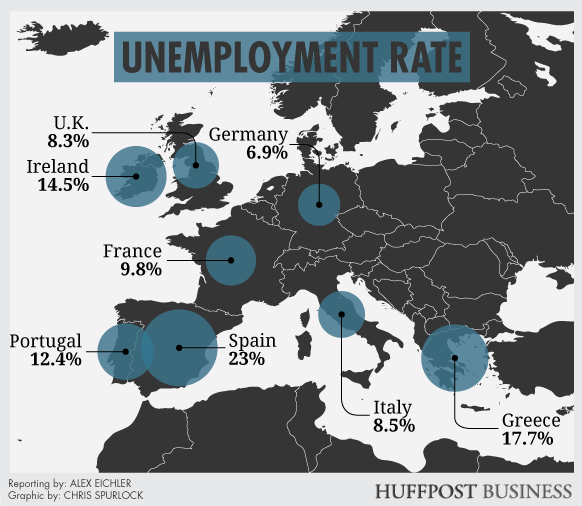 UNEMPLOYMENT RATE
U.K.
8.3%
Germany
6.9%
Ireland
14.5%
France
9.8%
Portugal
12.4%
Spain
23%
Italy
8.5%
Greece
17.7%
Reporting by: ALEX EICHLER
Graphic by: CHRIS SPURLOCK
HUFFPOST BUSINESS